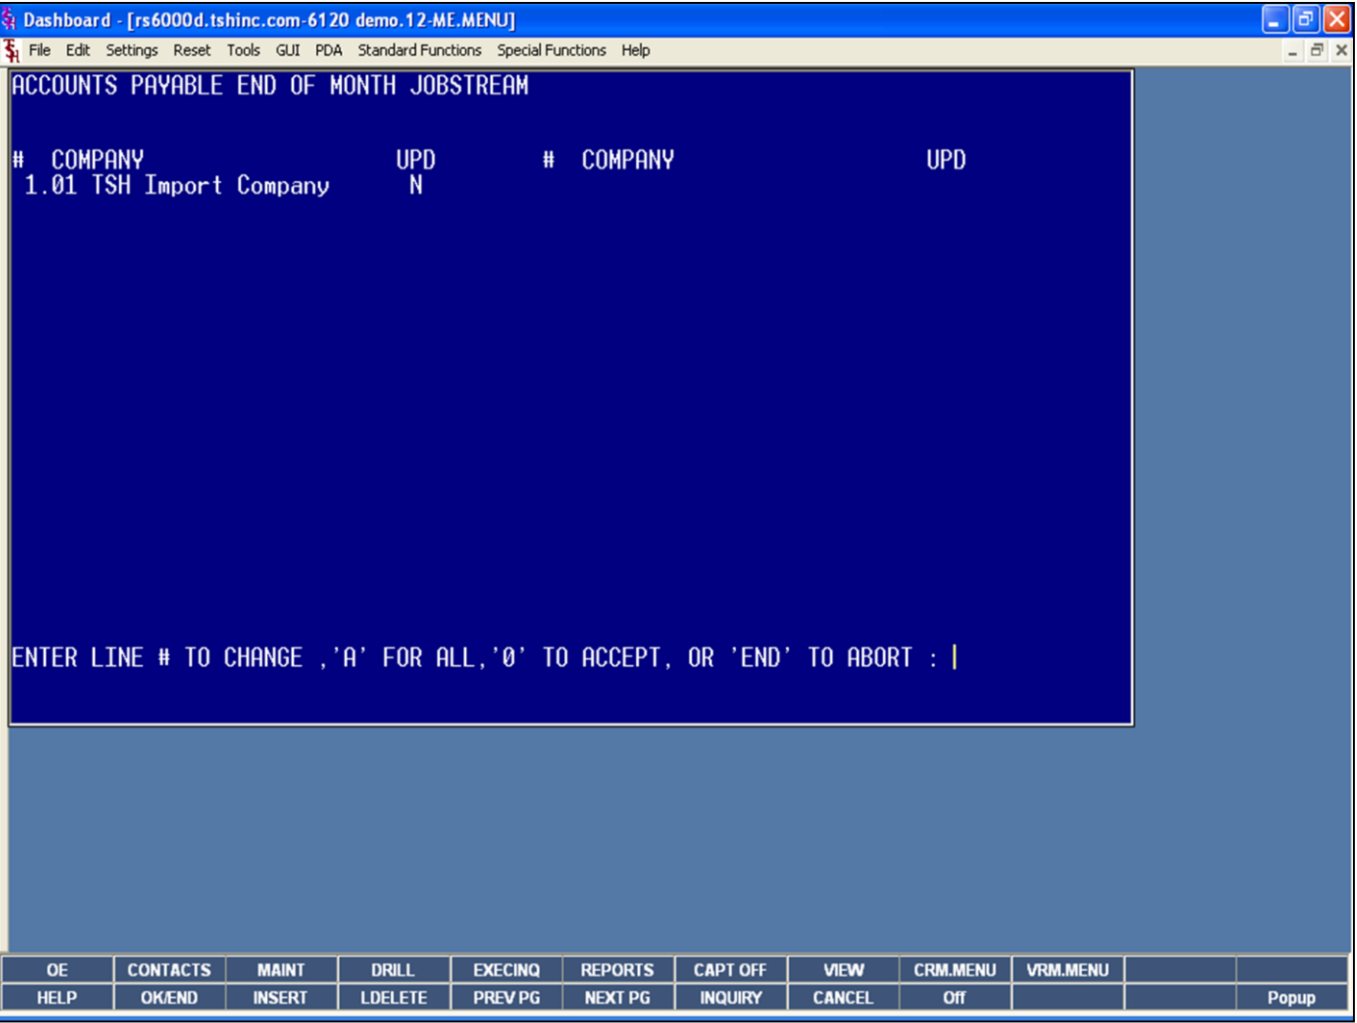 Dashboard - [rs6000d.tshinc.com-6120 demo.12-ME.MENU]
File Edit Settings Reset Tools GUI PDA Standard Functions Special Functions Help
ACCOUNTS PAYABLE END OF MONTH JOBSTREAM
# COMPANY UPD # COMPANY UPD
1.01 TSH Import Company N
ENTER LINE # TO CHANGE ,'A' FOR ALL,'0' TO ACCEPT, OR 'END' TO ABORT :
OE CONTACTS MAINT DRILL EXECINQ REPORTS CAPT OFF VIEW CRM.MENU VRM.MENU
HELP OK/END INSERT LDELETE PREV PG NEXT PG INQUIRY CANCEL Off Popup